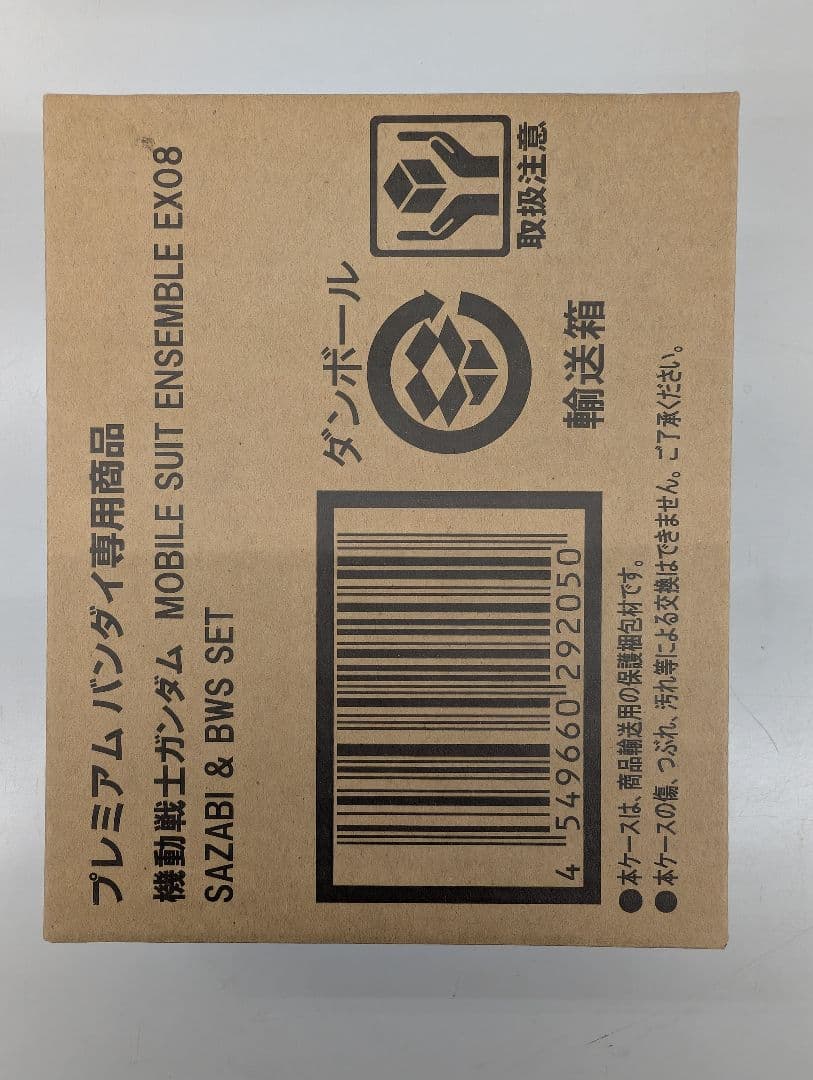 プレミアム バンダイ専用商品
機動戦士ガンダム MOBILE SUIT ENSEMBLE EX08
SAZABI & BWS SET
4 549660 292050
ダンボール
輸送箱
取扱注意
●本ケースは、商品輸送用の保護梱包材です。
●本ケースの傷、つぶれ、汚れ等による交換はできません。ご了承ください。